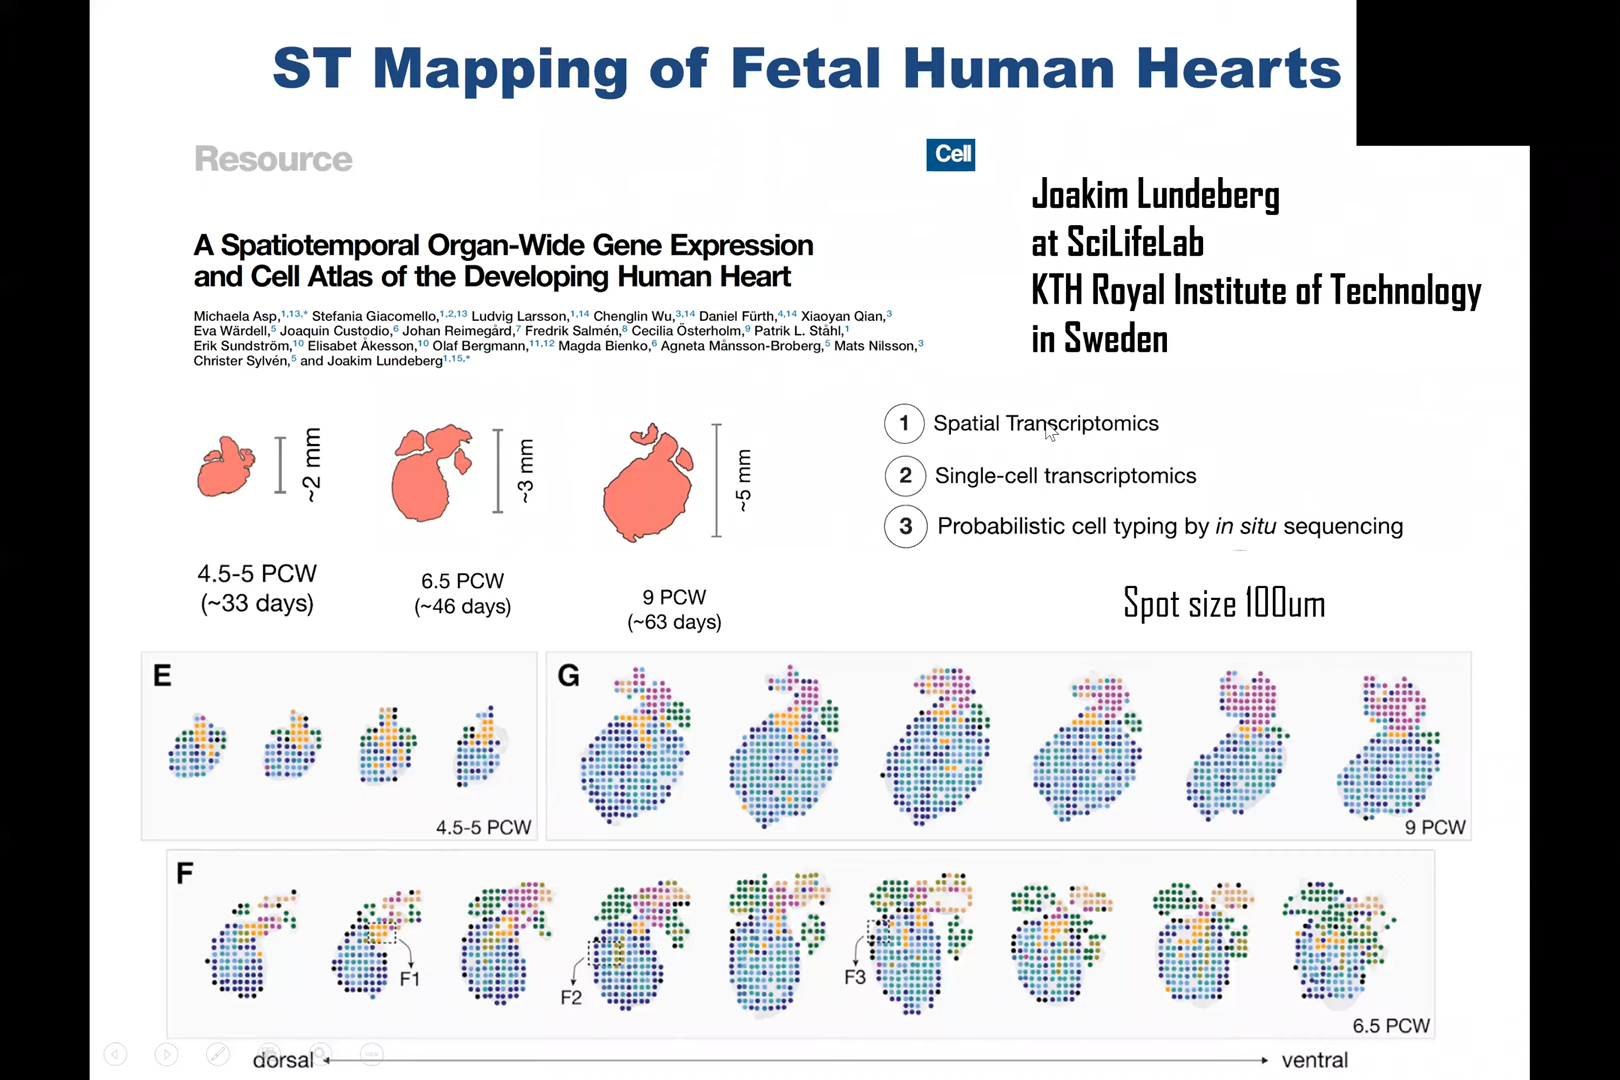 ST Mapping of Fetal Human Hearts
Resource
Cell
Joakim Lundeberg
at SciLifeLab
KTH Royal Institute of Technology
in Sweden
A Spatiotemporal Organ-Wide Gene Expression
and Cell Atlas of the Developing Human Heart
Michaela Asp,1,13,* Stefania Giacomello,1,2,13 Ludvig Larsson,1,14 Chenglin Wu,3,14 Daniel Fürth,4,14 Xiaoyan Qian,3
Eva Wärdell,5 Joaquin Custodio,6 Johan Reimegård,7 Fredrik Salmén,8 Cecilia Österholm,9 Patrik L. Ståhl,1
Erik Sundström,10 Elisabet Åkesson,10 Olaf Bergmann,11,12 Magda Bienko,6 Agneta Månsson-Broberg,5 Mats Nilsson,3
Christer Sylvén,5 and Joakim Lundeberg1,15,*
~2 mm
~3 mm
~5 mm
4.5-5 PCW
(~33 days)
6.5 PCW
(~46 days)
9 PCW
(~63 days)
1 Spatial Transcriptomics
2 Single-cell transcriptomics
3 Probabilistic cell typing by in situ sequencing
Spot size 100um
E
4.5-5 PCW
G
9 PCW
F
F1
F2
F3
6.5 PCW
dorsal
ventral